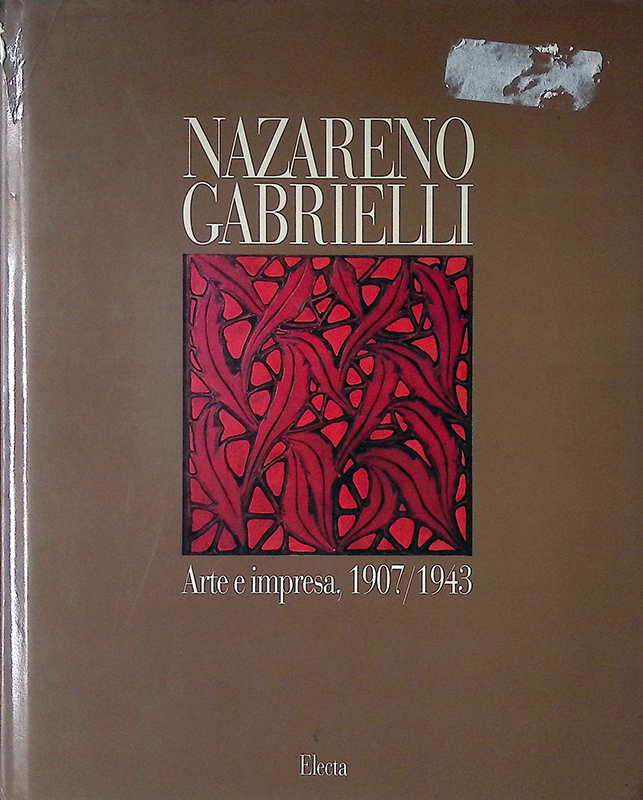 NAZARENO
GABRIELLI
Arte e impresa, 1907/1943
Electa